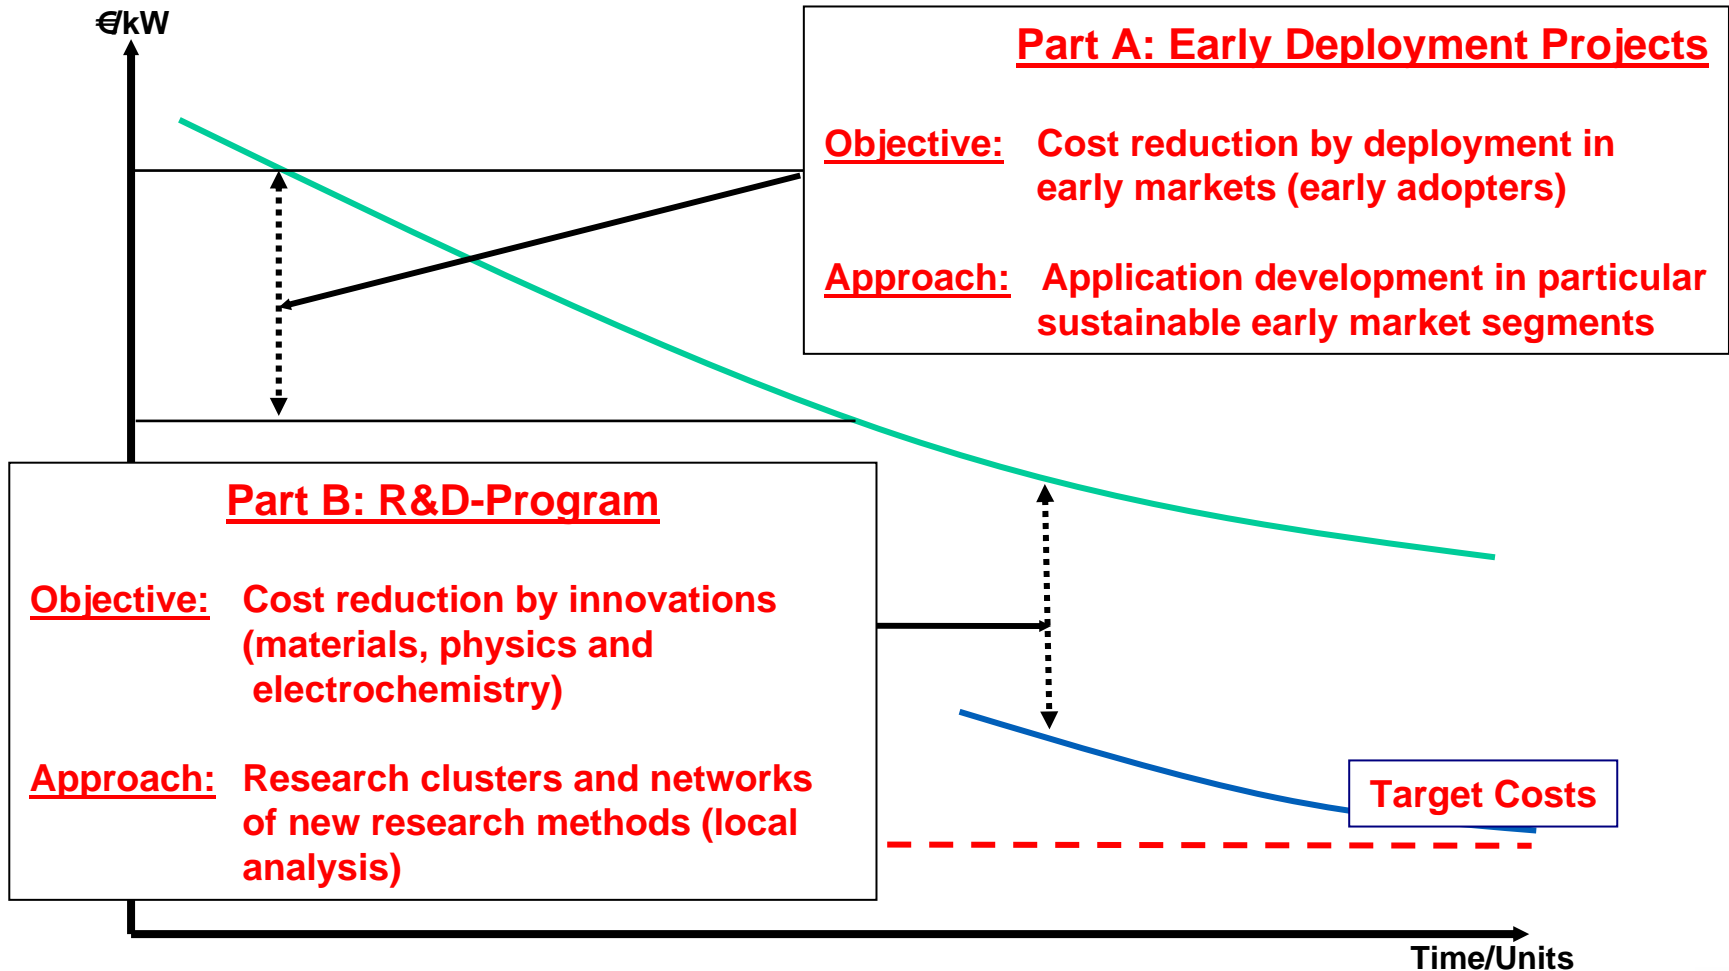 €/kW
Part A: Early Deployment Projects
Objective: Cost reduction by deployment in
early markets (early adopters)
Approach: Application development in particular
sustainable early market segments
Part B: R&D-Program
Objective: Cost reduction by innovations
(materials, physics and
electrochemistry)
Approach: Research clusters and networks
of new research methods (local
analysis)
Target Costs
Time/Units